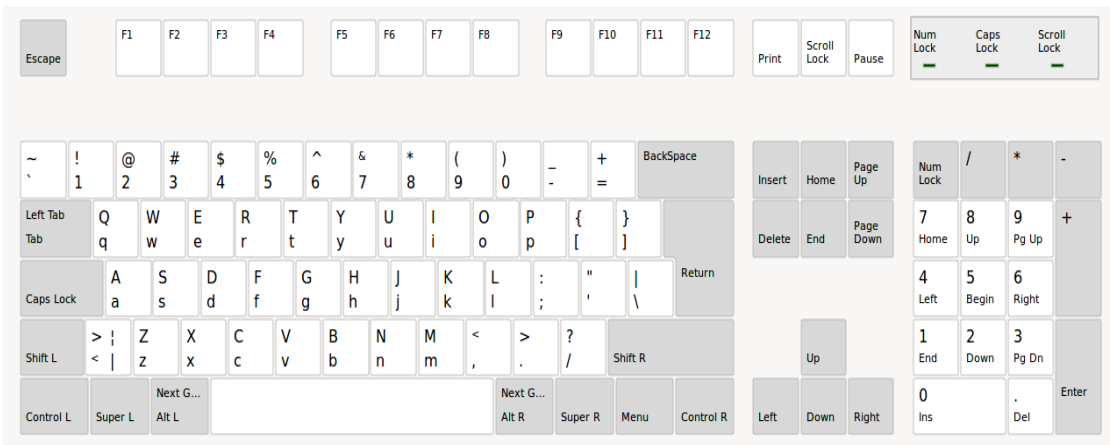 F1 F2 F3 F4 F5 F6 F7 F8 F9 F10 F11 F12 Num Lock Caps Lock Scroll Lock
Escape Print Scroll Lock Pause
~ ! @ # $ % ^ & * ( ) _ + BackSpace
` 1 2 3 4 5 6 7 8 9 0 - = Insert Home Page Up Num Lock / * -
Left Tab Q W E R T Y U I O P { } 7 8 9 +
Tab q w e r t y u i o p [ ] Delete End Page Down Home Up Pg Up
A S D F G H J K L : " | Return 4 5 6
Caps Lock a s d f g h j k l ; ' \ Left Begin Right
> ¦ Z X C V B N M < > ? 1 2 3
Shift L < | z x c v b n m , . / Shift R Up End Down Pg Dn
Next G... Next G... 0 . Enter
Control L Super L Alt L Alt R Super R Menu Control R Left Down Right Ins Del